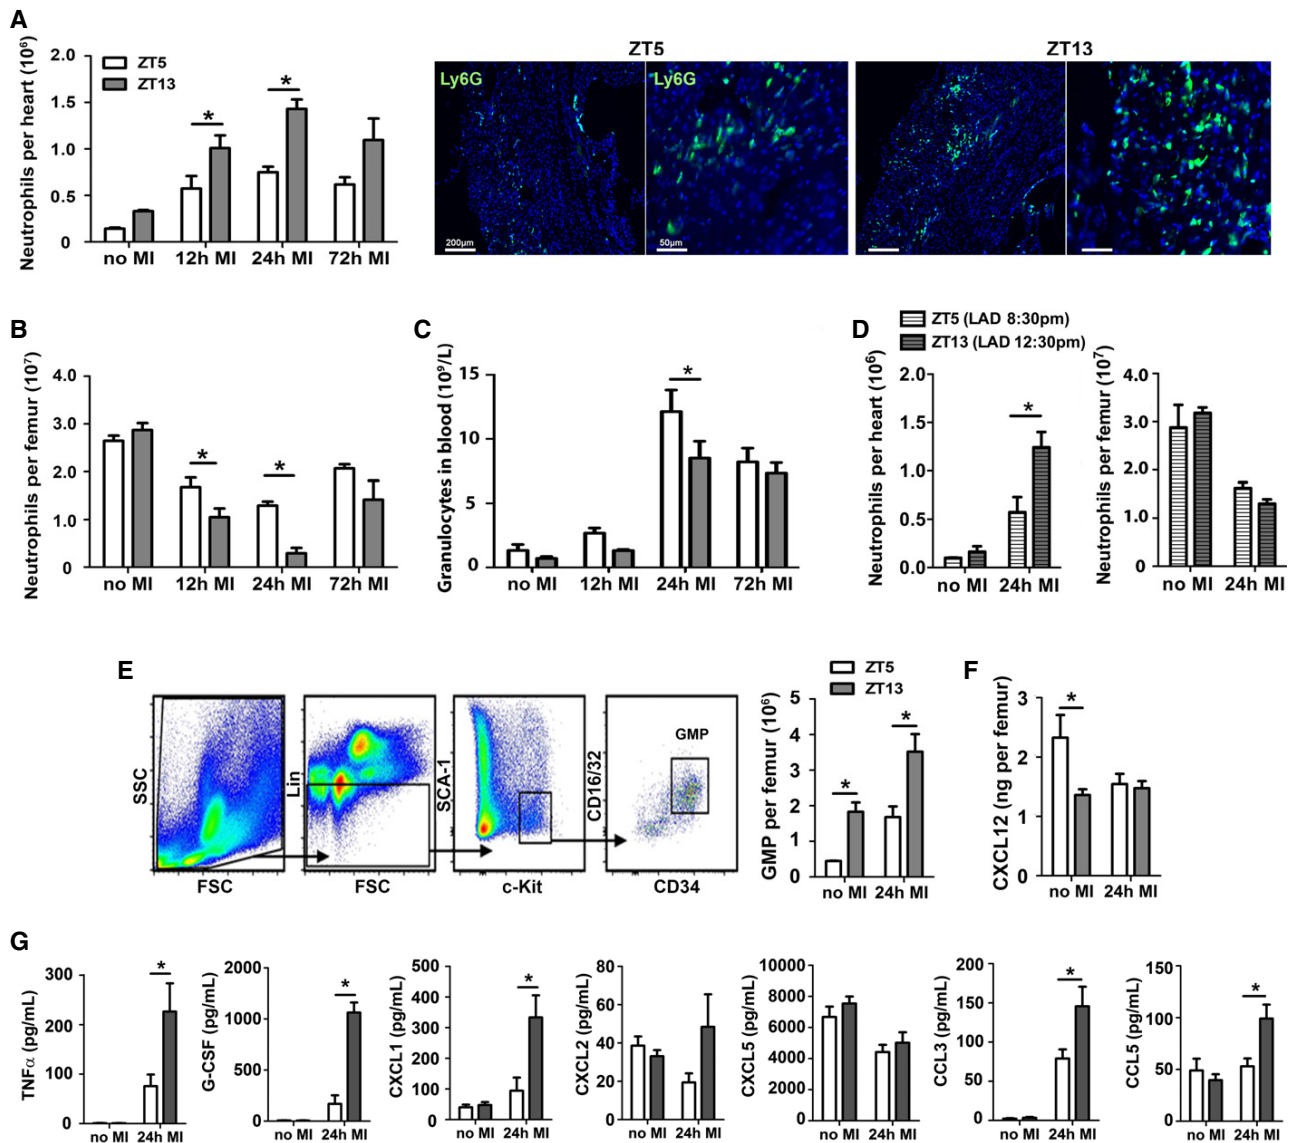 A
Neutrophils per heart (10⁶)
2.0
1.5
1.0
0.5
0
ZT5
ZT13
*
*
no MI 12h MI 24h MI 72h MI
ZT5
ZT13
Ly6G
Ly6G
200µm
50µm
B
Neutrophils per femur (10⁷)
4.0
3.0
2.0
1.0
0
*
*
no MI 12h MI 24h MI 72h MI
C
Granulocytes in blood (10⁹/L)
15
10
5
0
*
no MI 12h MI 24h MI 72h MI
D
ZT5 (LAD 8:30pm)
ZT13 (LAD 12:30pm)
Neutrophils per heart (10⁶)
2.0
1.5
1.0
0.5
0.0
*
no MI 24h MI
Neutrophils per femur (10⁷)
4.0
3.0
2.0
1.0
0
no MI 24h MI
E
SSC
FSC
Lin
FSC
SCA-1
c-Kit
CD16/32
GMP
CD34
ZT5
ZT13
GMP per femur (10⁶)
5
4
3
2
1
0
*
*
no MI 24h MI
F
CXCL12 (ng per femur)
3
2
1
0
*
no MI 24h MI
G
TNFα (pg/mL)
300
200
100
0
*
no MI 24h MI
G-CSF (pg/mL)
2000
1000
500
0
*
no MI 24h MI
CXCL1 (pg/mL)
500
400
300
200
100
0
*
no MI 24h MI
CXCL2 (pg/mL)
80
60
40
20
0
no MI 24h MI
CXCL5 (pg/mL)
10000
8000
6000
4000
2000
0
no MI 24h MI
CCL3 (pg/mL)
200
150
100
50
0
*
no MI 24h MI
CCL5 (pg/mL)
150
100
50
0
*
no MI 24h MI